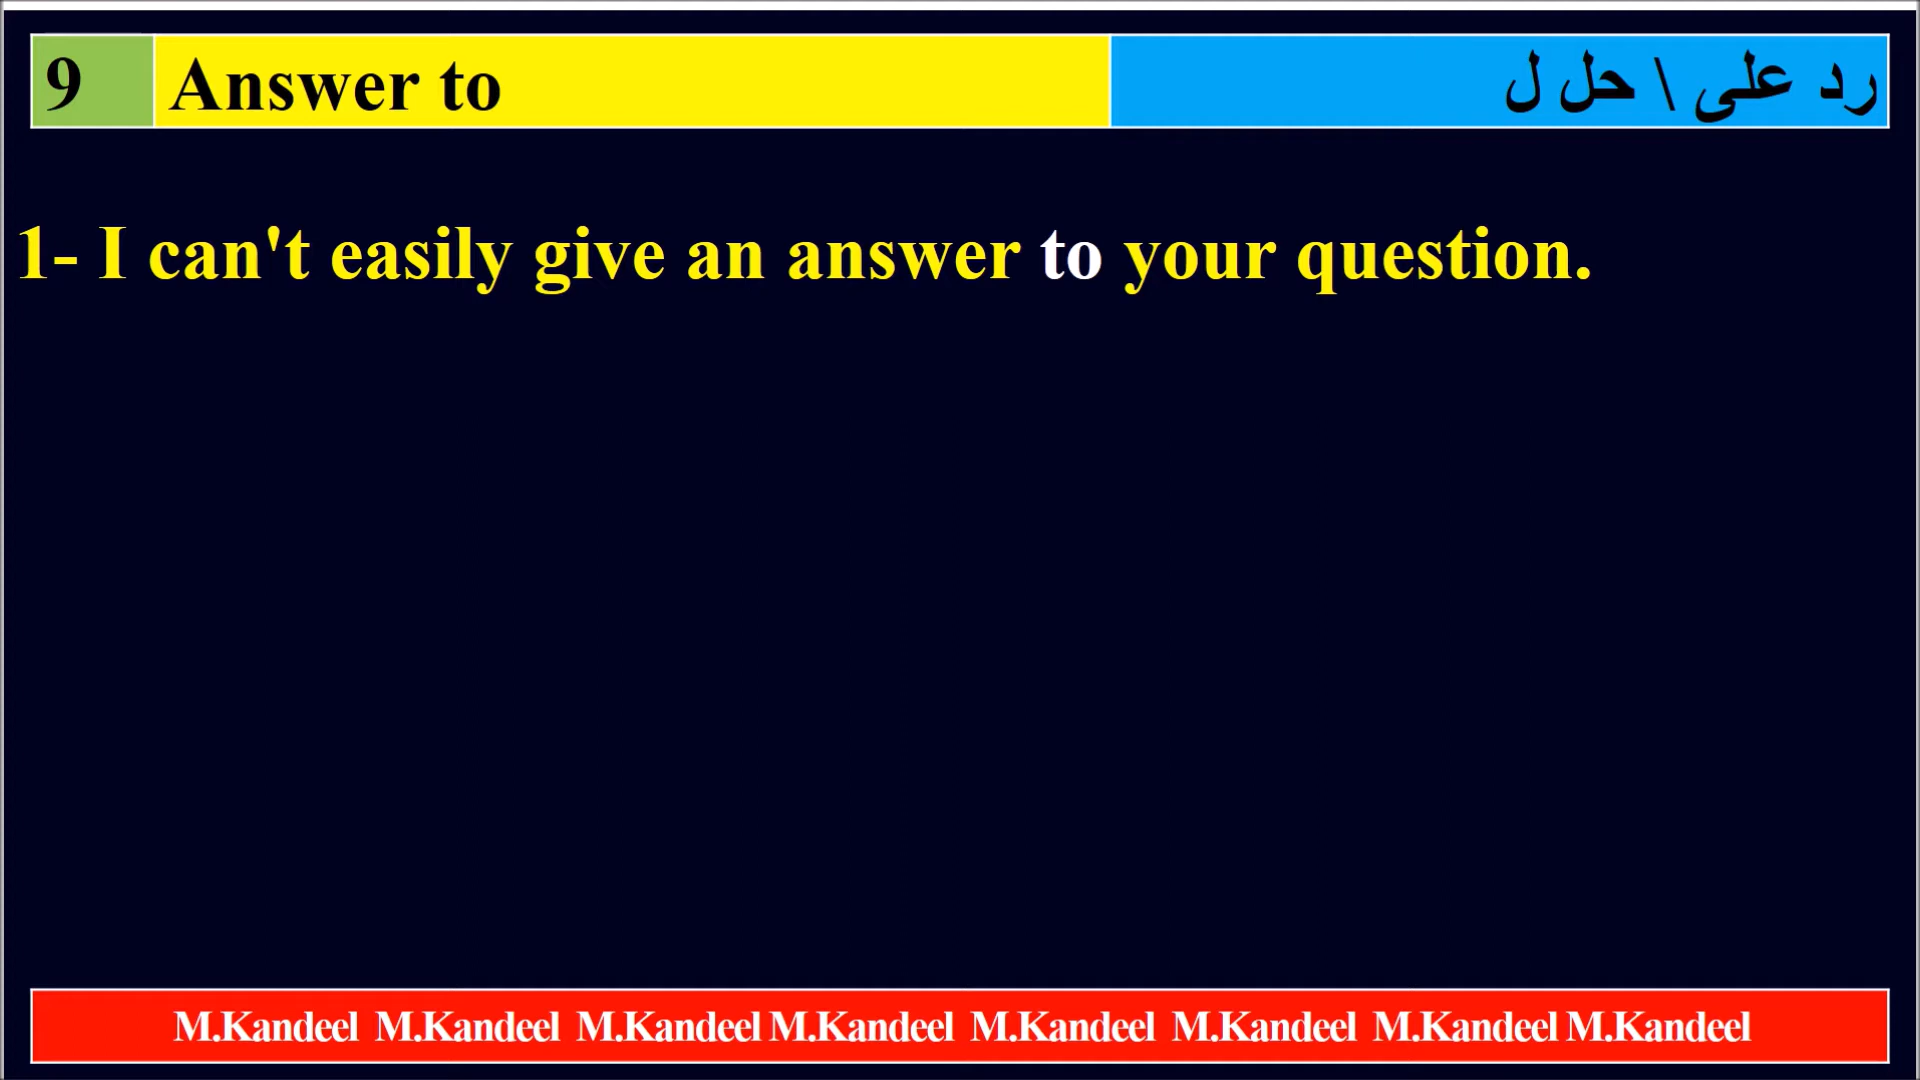 9 Answer to رد على \ حل ل
1- I can't easily give an answer to your question.
M.Kandeel M.Kandeel M.Kandeel M.Kandeel M.Kandeel M.Kandeel M.Kandeel M.Kandeel